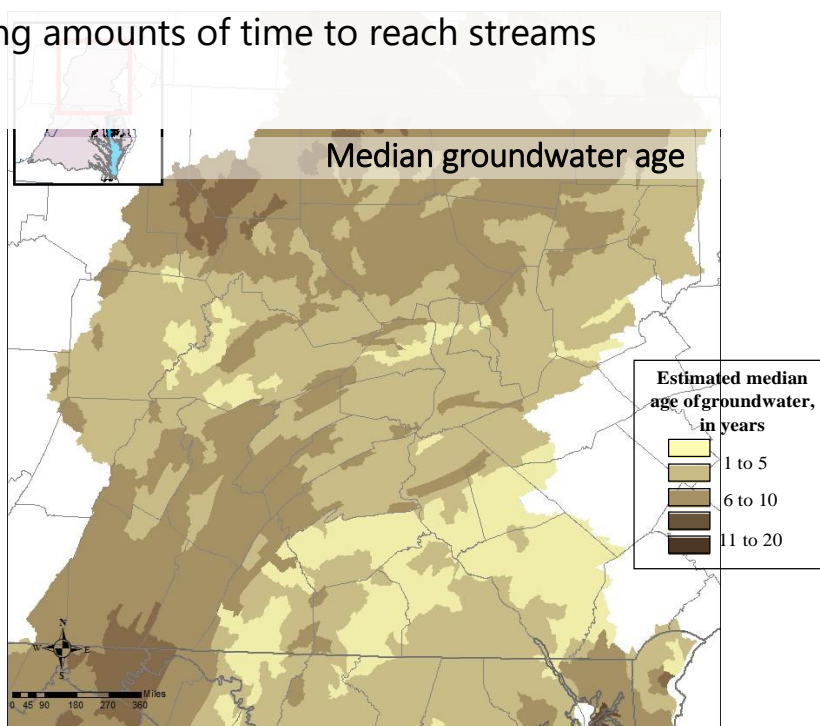 ng amounts of time to reach streams
Median groundwater age
Estimated median
age of groundwater,
in years
1 to 5
6 to 10
11 to 20
N
W E
S
Miles
0 45 90 180 270 360